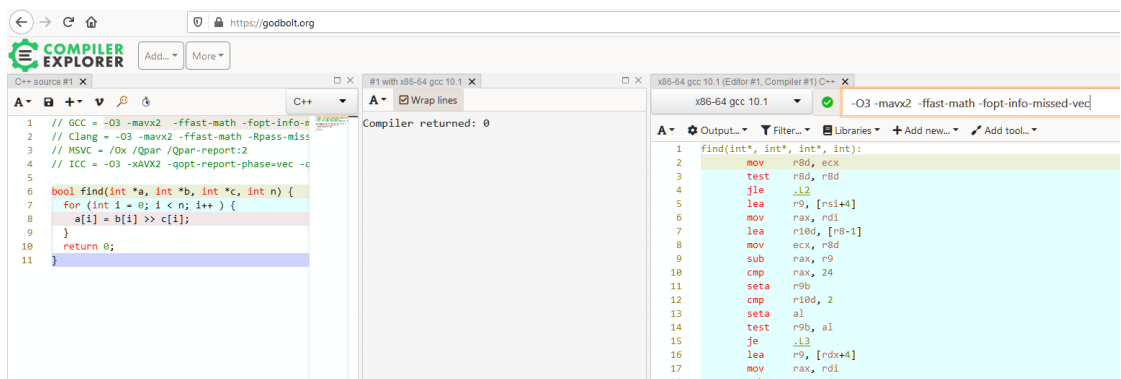 https://godbolt.org
COMPILER
EXPLORER
Add...
More
C++ source #1
A
C++
1 // GCC = -O3 -mavx2 -ffast-math -fopt-info-m
2 // Clang = -O3 -mavx2 -ffast-math -Rpass-miss
3 // MSVC = /Ox /Qpar /Qpar-report:2
4 // ICC = -O3 -xAVX2 -qopt-report-phase=vec -q
5
6 bool find(int *a, int *b, int *c, int n) {
7 for (int i = 0; i < n; i++ ) {
8 a[i] = b[i] >> c[i];
9 }
10 return 0;
11 }
#1 with x86-64 gcc 10.1
A Wrap lines
Compiler returned: 0
x86-64 gcc 10.1 (Editor #1, Compiler #1) C++
x86-64 gcc 10.1
-O3 -mavx2 -ffast-math -fopt-info-missed-vec
A Output... Filter... Libraries + Add new... Add tool...
1 find(int*, int*, int*, int):
2 mov r8d, ecx
3 test r8d, r8d
4 jle .L2
5 lea r9, [rsi+4]
6 mov rax, rdi
7 lea r10d, [r8-1]
8 mov ecx, r8d
9 sub rax, r9
10 cmp rax, 24
11 seta r9b
12 cmp r10d, 2
13 seta al
14 test r9b, al
15 je .L3
16 lea r9, [rdx+4]
17 mov rax, rdi